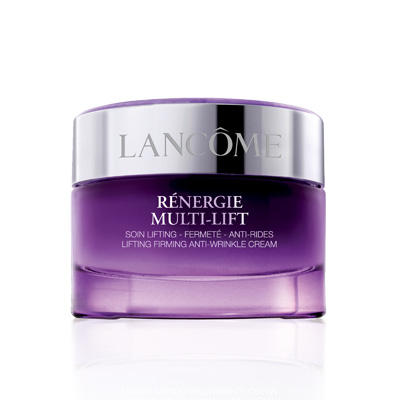 LANCÔME
RÉNERGIE
MULTI-LIFT
SOIN LIFTING - FERMETÉ - ANTI-RIDES
LIFTING FIRMING ANTI-WRINKLE CREAM